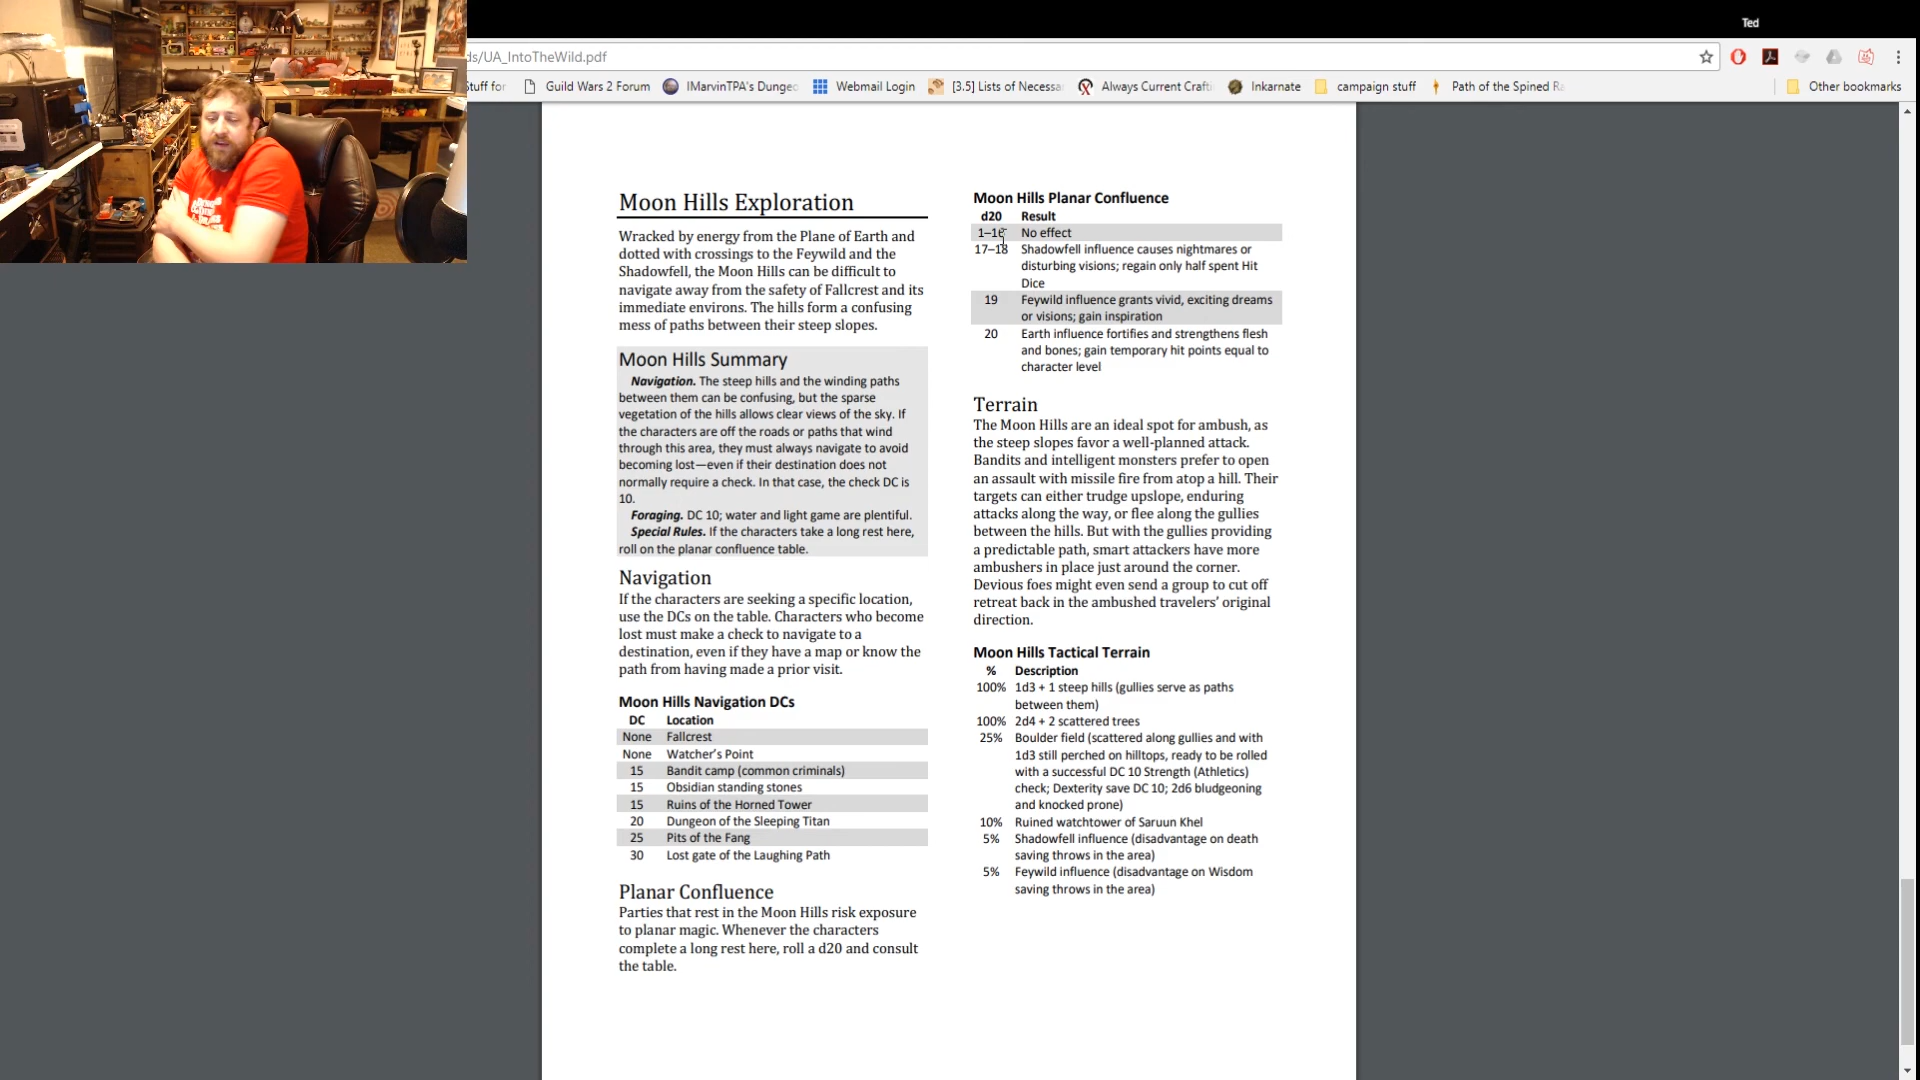 Ted
ds/UA_IntoTheWild.pdf
Stuff for
Guild Wars 2 Forum
IMarvinTPA's Dunge
Webmail Login
[3.5] Lists of Necessa
Always Current Crafti
Inkarnate
campaign stuff
Path of the Spined Ra
Other bookmarks
Moon Hills Exploration
Wracked by energy from the Plane of Earth and
dotted with crossings to the Feywild and the
Shadowfell, the Moon Hills can be difficult to
navigate away from the safety of Fallcrest and its
immediate environs. The hills form a confusing
mess of paths between their steep slopes.
Moon Hills Summary
Navigation. The steep hills and the winding paths
between them can be confusing, but the sparse
vegetation of the hills allows clear views of the sky. If
the characters are off the roads or paths that wind
through this area, they must always navigate to avoid
becoming lost—even if their destination does not
normally require a check. In that case, the check DC is
10.
Foraging. DC 10; water and light game are plentiful.
Special Rules. If the characters take a long rest here,
roll on the planar confluence table.
Navigation
If the characters are seeking a specific location,
use the DCs on the table. Characters who become
lost must make a check to navigate to a
destination, even if they have a map or know the
path from having made a prior visit.
Moon Hills Navigation DCs
DC Location
None Fallcrest
None Watcher's Point
15 Bandit camp (common criminals)
15 Obsidian standing stones
15 Ruins of the Horned Tower
20 Dungeon of the Sleeping Titan
25 Pits of the Fang
30 Lost gate of the Laughing Path
Planar Confluence
Parties that rest in the Moon Hills risk exposure
to planar magic. Whenever the characters
complete a long rest here, roll a d20 and consult
the table.
Moon Hills Planar Confluence
d20 Result
1–16 No effect
17–18 Shadowfell influence causes nightmares or
disturbing visions; regain only half spent Hit
Dice
19 Feywild influence grants vivid, exciting dreams
or visions; gain inspiration
20 Earth influence fortifies and strengthens flesh
and bones; gain temporary hit points equal to
character level
Terrain
The Moon Hills are an ideal spot for ambush, as
the steep slopes favor a well-planned attack.
Bandits and intelligent monsters prefer to open
an assault with missile fire from atop a hill. Their
targets can either trudge upslope, enduring
attacks along the way, or flee along the gullies
between the hills. But with the gullies providing
a predictable path, smart attackers have more
ambushers in place just around the corner.
Devious foes might even send a group to cut off
retreat back in the ambushed travelers' original
direction.
Moon Hills Tactical Terrain
% Description
100% 1d3 + 1 steep hills (gullies serve as paths
between them)
100% 2d4 + 2 scattered trees
25% Boulder field (scattered along gullies and with
1d3 still perched on hilltops, ready to be rolled
with a successful DC 10 Strength (Athletics)
check; Dexterity save DC 10; 2d6 bludgeoning
and knocked prone)
10% Ruined watchtower of Saruun Khel
5% Shadowfell influence (disadvantage on death
saving throws in the area)
5% Feywild influence (disadvantage on Wisdom
saving throws in the area)